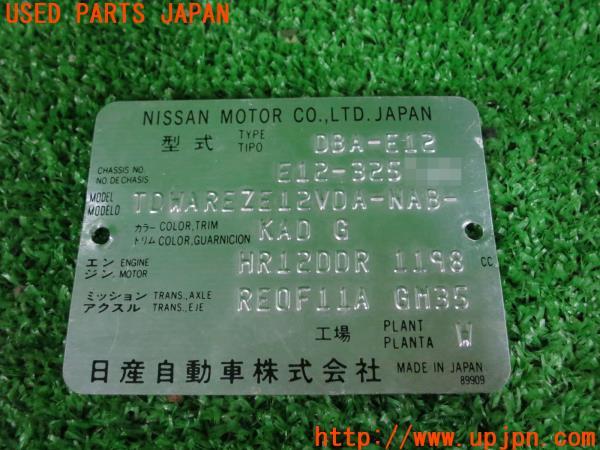 USED PARTS JAPAN
NISSAN MOTOR CO.,LTD.JAPAN
型式 TYPE TIPO DBA-E12
CHASSIS NO. NO.DE CHASIS E12-325
MODEL MODELO TDWAREZE12VDA-NAB-
カラー COLOR,TRIM トリム COLOR,GUARNICION KAD G
エンジン ENGINE MOTOR HR12DDR 1198 CC
ミッション TRANS.,AXLE アクスル TRANS.,EJE RE0F11A GM35
工場 PLANT PLANTA W
日産自動車株式会社 MADE IN JAPAN
89909
http://www.upjpn.com